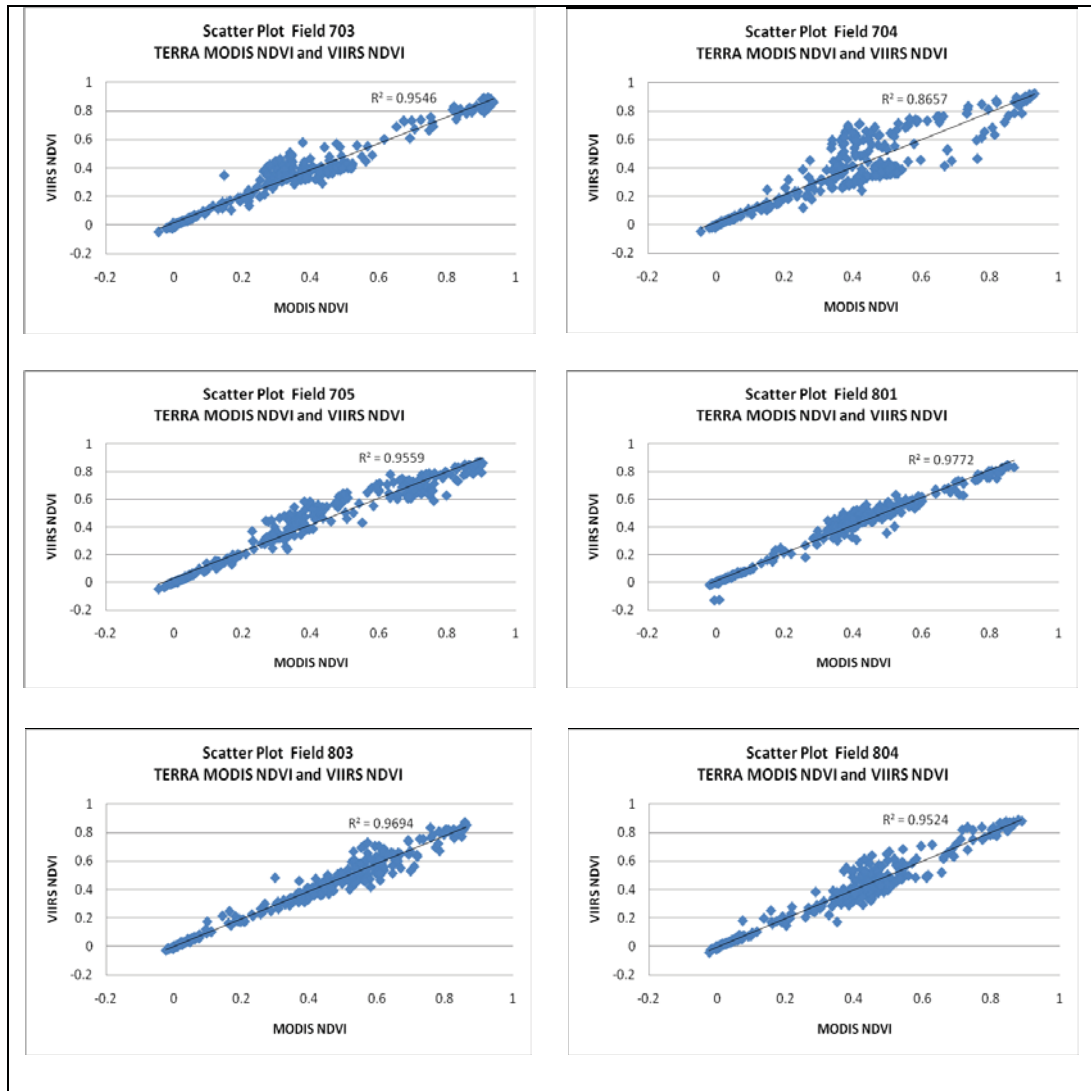 Scatter Plot Field 703
TERRA MODIS NDVI and VIIRS NDVI
R² = 0.9546
VIIRS NDVI
1
0.8
0.6
0.4
0.2
0
-0.2
-0.2 0 0.2 0.4 0.6 0.8 1
MODIS NDVI
Scatter Plot Field 704
TERRA MODIS NDVI and VIIRS NDVI
R² = 0.8657
VIIRS NDVI
1
0.8
0.6
0.4
0.2
0
-0.2
-0.2 0 0.2 0.4 0.6 0.8 1
MODIS NDVI
Scatter Plot Field 705
TERRA MODIS NDVI and VIIRS NDVI
R² = 0.9559
VIIRS NDVI
1
0.8
0.6
0.4
0.2
0
-0.2
-0.2 0 0.2 0.4 0.6 0.8 1
MODIS NDVI
Scatter Plot Field 801
TERRA MODIS NDVI and VIIRS NDVI
R² = 0.9772
VIIRS NDVI
1
0.8
0.6
0.4
0.2
0
-0.2
-0.2 0 0.2 0.4 0.6 0.8 1
MODIS NDVI
Scatter Plot Field 803
TERRA MODIS NDVI and VIIRS NDVI
R² = 0.9694
VIIRS NDVI
1
0.8
0.6
0.4
0.2
0
-0.2
-0.2 0 0.2 0.4 0.6 0.8 1
MODIS NDVI
Scatter Plot Field 804
TERRA MODIS NDVI and VIIRS NDVI
R² = 0.9524
VIIRS NDVI
1
0.8
0.6
0.4
0.2
0
-0.2
-0.2 0 0.2 0.4 0.6 0.8 1
MODIS NDVI